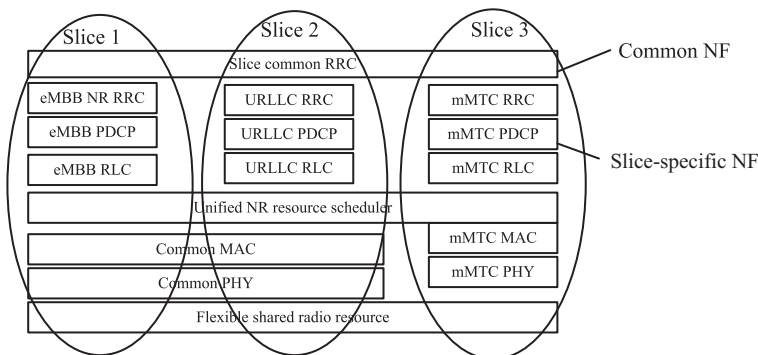 Slice 1
Slice 2
Slice 3
Slice common RRC
Common NF
eMBB NR RRC
URLLC RRC
mMTC RRC
eMBB PDCP
URLLC PDCP
mMTC PDCP
Slice-specific NF
eMBB RLC
URLLC RLC
mMTC RLC
Unified NR resource scheduler
Common MAC
mMTC MAC
Common PHY
mMTC PHY
Flexible shared radio resource